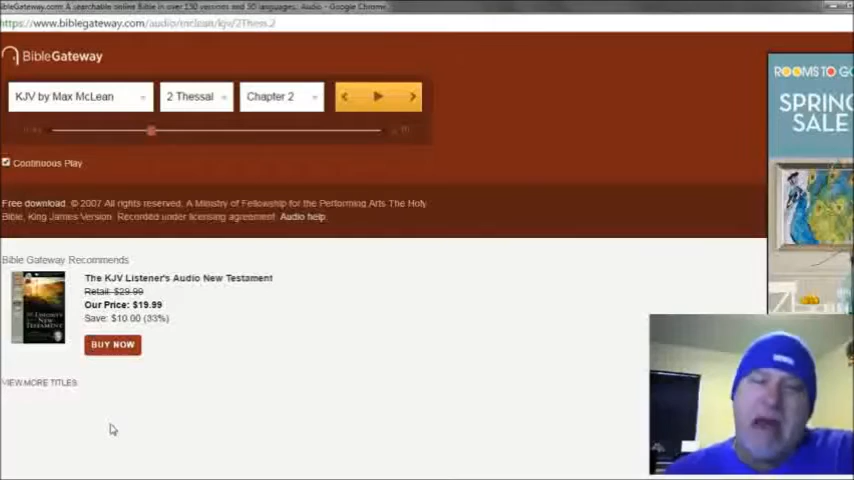 BibleGateway.com: A searchable online Bible in over 150 versions and 50 languages. Audio - Google Chrome
https://www.biblegateway.com/audio/mclean/kjv/2Thess.2
BibleGateway
KJV by Max McLean
2 Thessal
Chapter 2
Continuous Play
Free download. © 2007 All rights reserved. A Ministry of Fellowship for the Performing Arts The Holy
Bible, King James Version. Recorded under licensing agreement. Audio help.
Bible Gateway Recommends
The KJV Listener's Audio New Testament
Retail: $29.99
Our Price: $19.99
Save: $10.00 (33%)
BUY NOW
VIEW MORE TITLES
ROOMS TO GO
SPRING
SALE